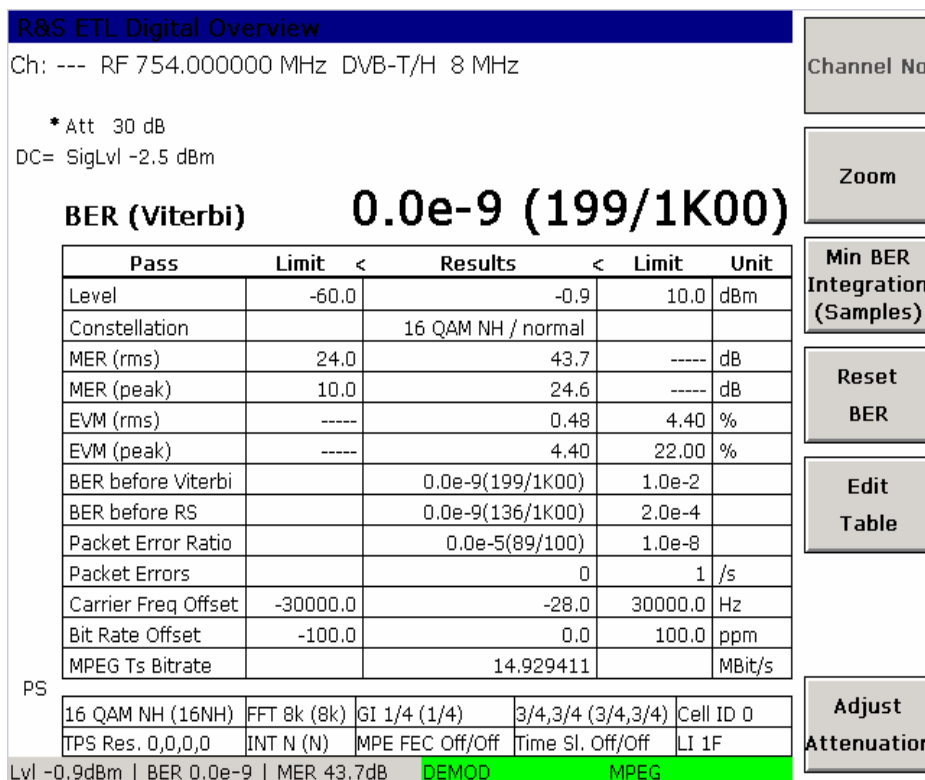 R&S ETL Digital Overview
Ch: --- RF 754.000000 MHz DVB-T/H 8 MHz
* Att 30 dB
DC= SigLvl -2.5 dBm
BER (Viterbi) 0.0e-9 (199/1K00)
Pass Limit < Results < Limit Unit
Level -60.0 -0.9 10.0 dBm
Constellation 16 QAM NH / normal
MER (rms) 24.0 43.7 ----- dB
MER (peak) 10.0 24.6 ----- dB
EVM (rms) ----- 0.48 4.40 %
EVM (peak) ----- 4.40 22.00 %
BER before Viterbi 0.0e-9(199/1K00) 1.0e-2
BER before RS 0.0e-9(136/1K00) 2.0e-4
Packet Error Ratio 0.0e-5(89/100) 1.0e-8
Packet Errors 0 1 /s
Carrier Freq Offset -30000.0 -28.0 30000.0 Hz
Bit Rate Offset -100.0 0.0 100.0 ppm
MPEG Ts Bitrate 14.929411 MBit/s
PS
16 QAM NH (16NH) FFT 8k (8k) GI 1/4 (1/4) 3/4,3/4 (3/4,3/4) Cell ID 0
TPS Res. 0,0,0,0 INT N (N) MPE FEC Off/Off Time Sl. Off/Off LI 1F
Lvl -0.9dBm | BER 0.0e-9 | MER 43.7dB DEMOD MPEG
Channel No
Zoom
Min BER
Integration
(Samples)
Reset
BER
Edit
Table
Adjust
Attenuation